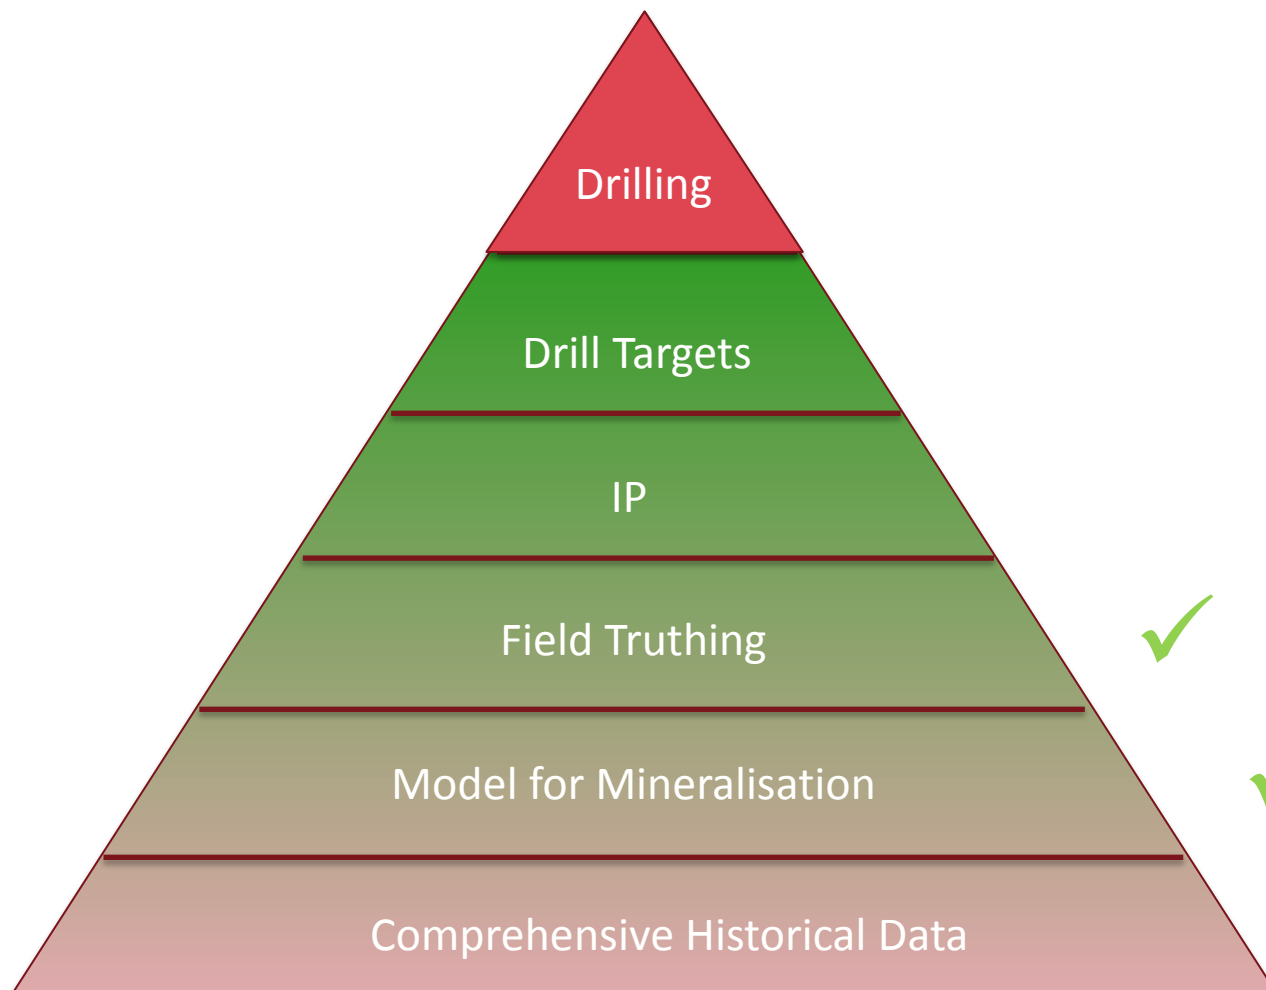 Drilling
Drill Targets
IP
Field Truthing
Model for Mineralisation
Comprehensive Historical Data